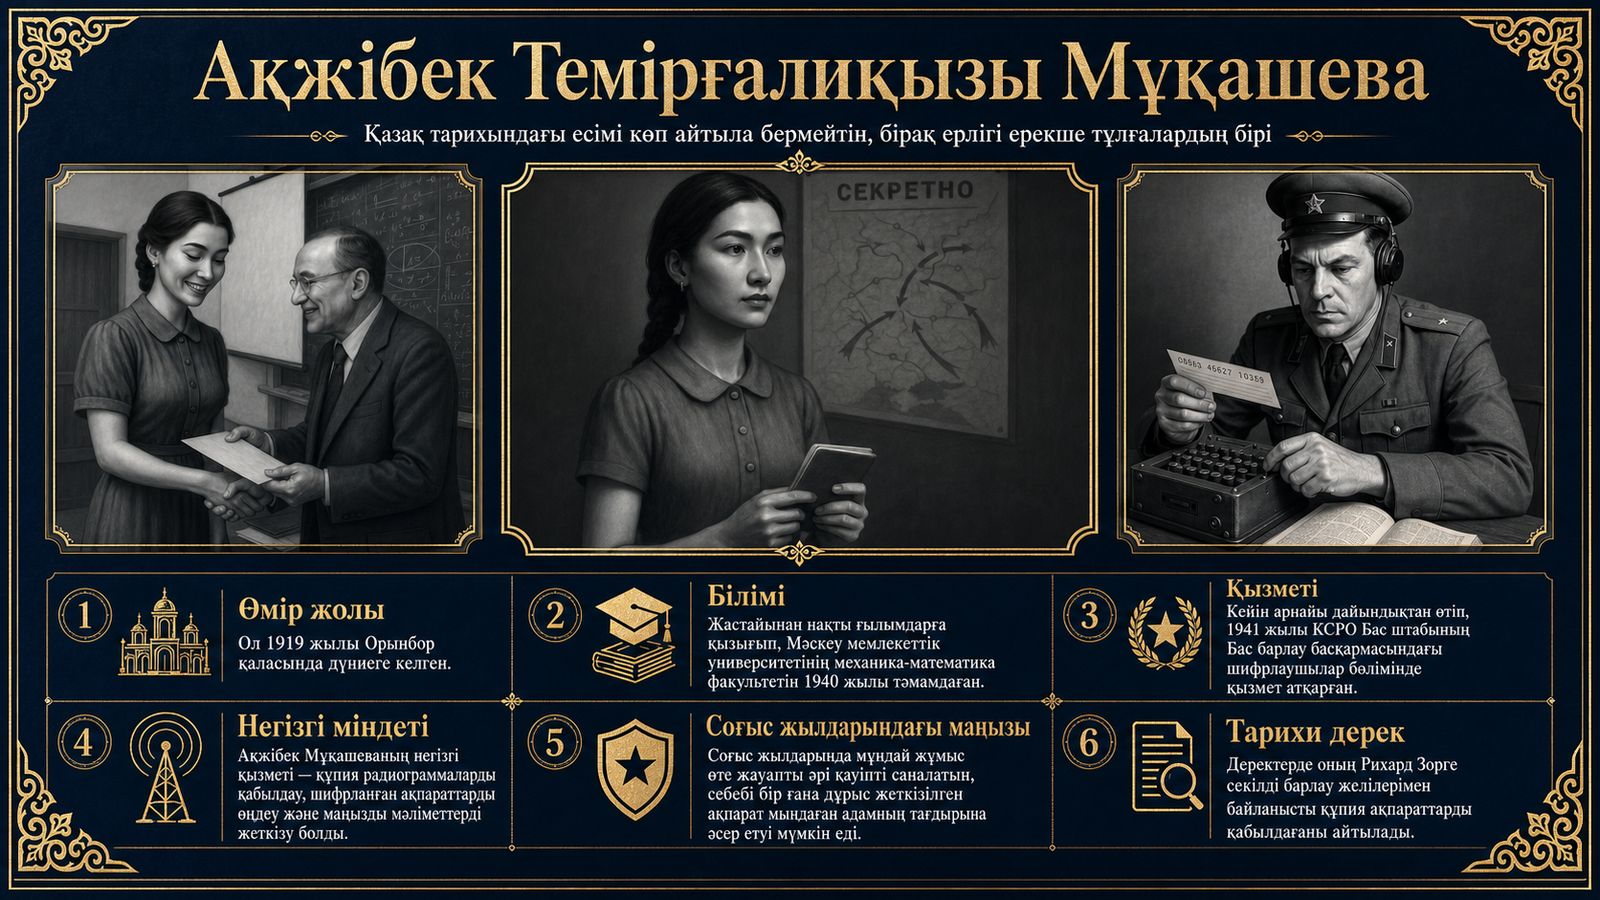 Ақжібек Темірғалиқызы Мұқашева
Қазақ тарихындағы есімі көп айтыла бермейтін, бірақ ерлігі ерекше тұлғалардың бірі
СЕКРЕТНО
46627 10359
1
Өмір жолы
Ол 1919 жылы Орынбор
қаласында дүниеге келген.
2
Білімі
Жастайынан нақты ғылымдарға
қызығып, Мәскеу мемлекеттік
университетінің механика-математика
факультетін 1940 жылы тәмамдаған.
3
Қызметі
Кейін арнайы дайындықтан өтіп,
1941 жылы КСРО Бас штабының
Бас барлау басқармасындағы
шифрлаушылар бөлімінде
қызмет атқарған.
4
Негізгі міндеті
Ақжібек Мұқашеваның негізгі
қызметі — құпия радиограммаларды
қабылдау, шифрланған ақпараттарды
өңдеу және маңызды мәліметтерді
жеткізу болды.
5
Соғыс жылдарындағы маңызы
Соғыс жылдарында мұндай жұмыс
өте жауапты әрі қауіпті саналатын,
себебі бір ғана дұрыс жеткізілген
ақпарат мындаған адамның тағдырына
әсер етуі мүмкін еді.
6
Тарихи дерек
Деректерде оның Рихард Зорге
секілді барлау желілерімен
байланысты құпия ақпараттарды
қабылдағаны айтылады.